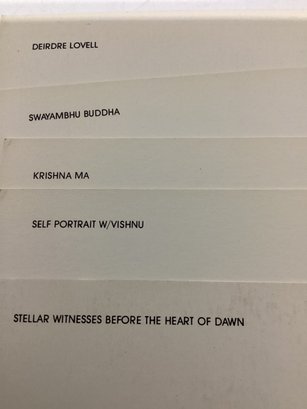 DEIRDRE LOVELL
SWAYAMBHU BUDDHA
KRISHNA MA
SELF PORTRAIT W/VISHNU
STELLAR WITNESSES BEFORE THE HEART OF DAWN